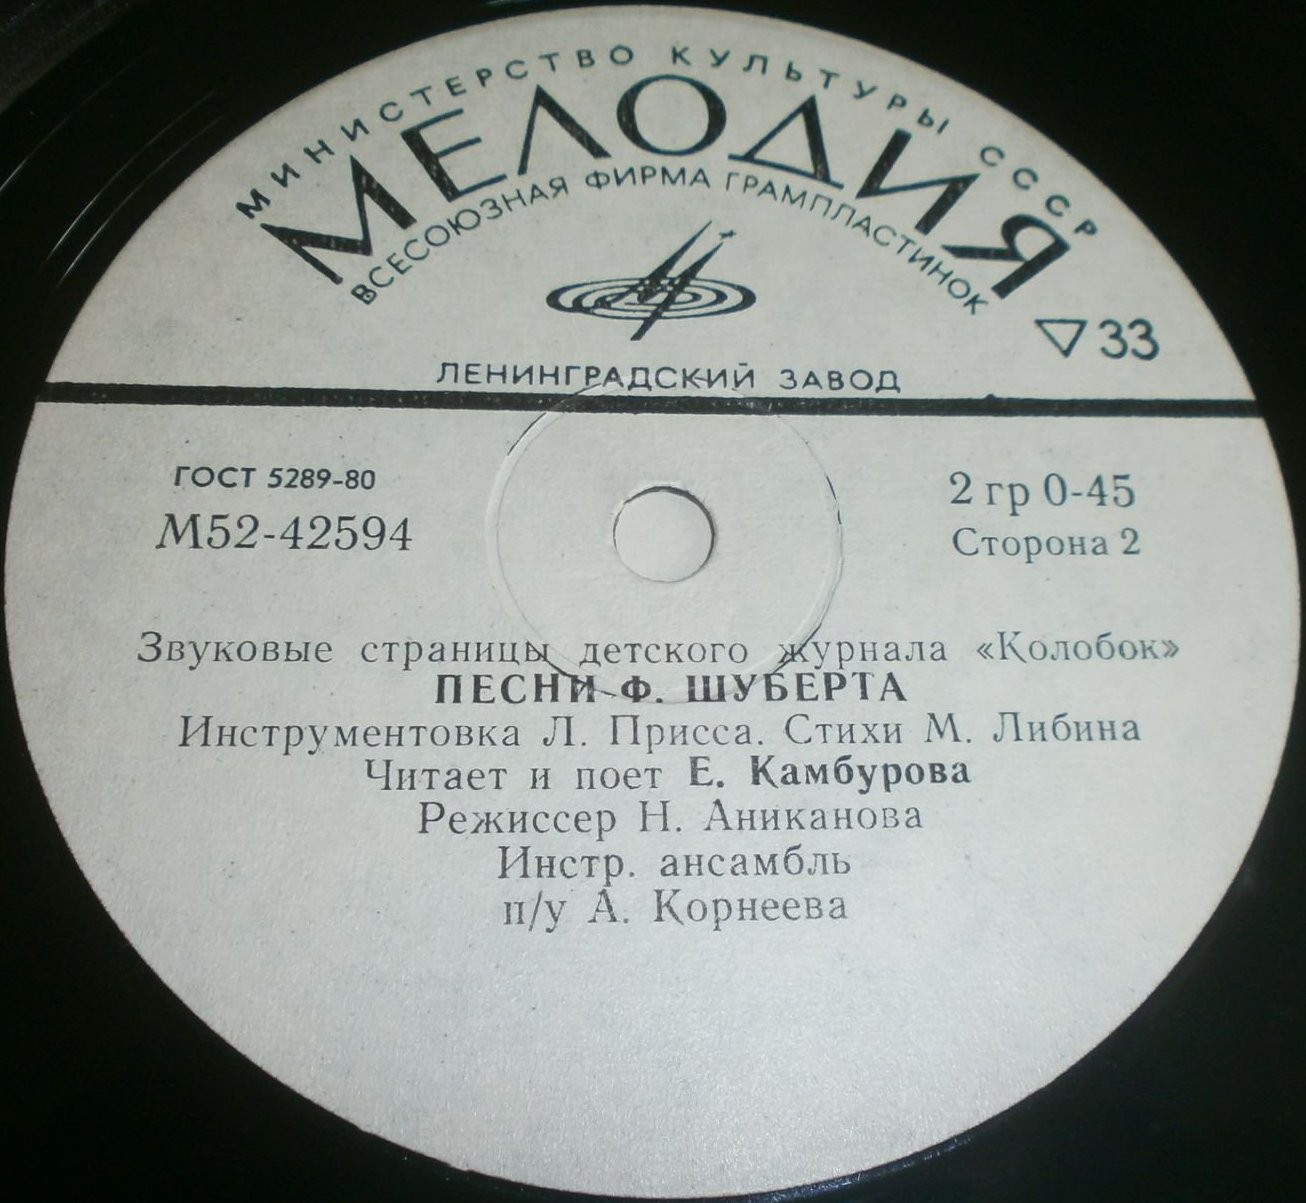 МИНИСТЕРСТВО КУЛЬТУРЫ СССР
МЕЛОДИЯ
ВСЕСОЮЗНАЯ ФИРМА ГРАМПЛАСТИНОК
33
ЛЕНИНГРАДСКИЙ ЗАВОД
ГОСТ 5289-80
М52-42594
2 гр 0-45
Сторона 2
Звуковые страницы детского журнала «Колобок»
ПЕСНИ Ф. ШУБЕРТА
Инструментовка Л. Присса. Стихи М. Либина
Читает и поет Е. Камбурова
Режиссер Н. Аниканова
Инстр. ансамбль
п/у А. Корнеева